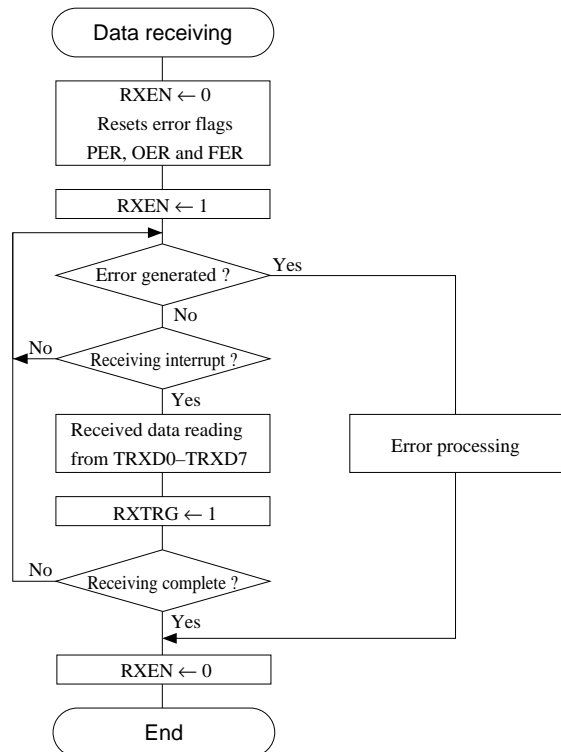 Data receiving
RXEN ← 0
Resets error flags
PER, OER and FER
RXEN ← 1
Error generated ?
Yes
No
Receiving interrupt ?
No
Yes
Received data reading
from TRXD0–TRXD7
Error processing
RXTRG ← 1
Receiving complete ?
No
Yes
RXEN ← 0
End